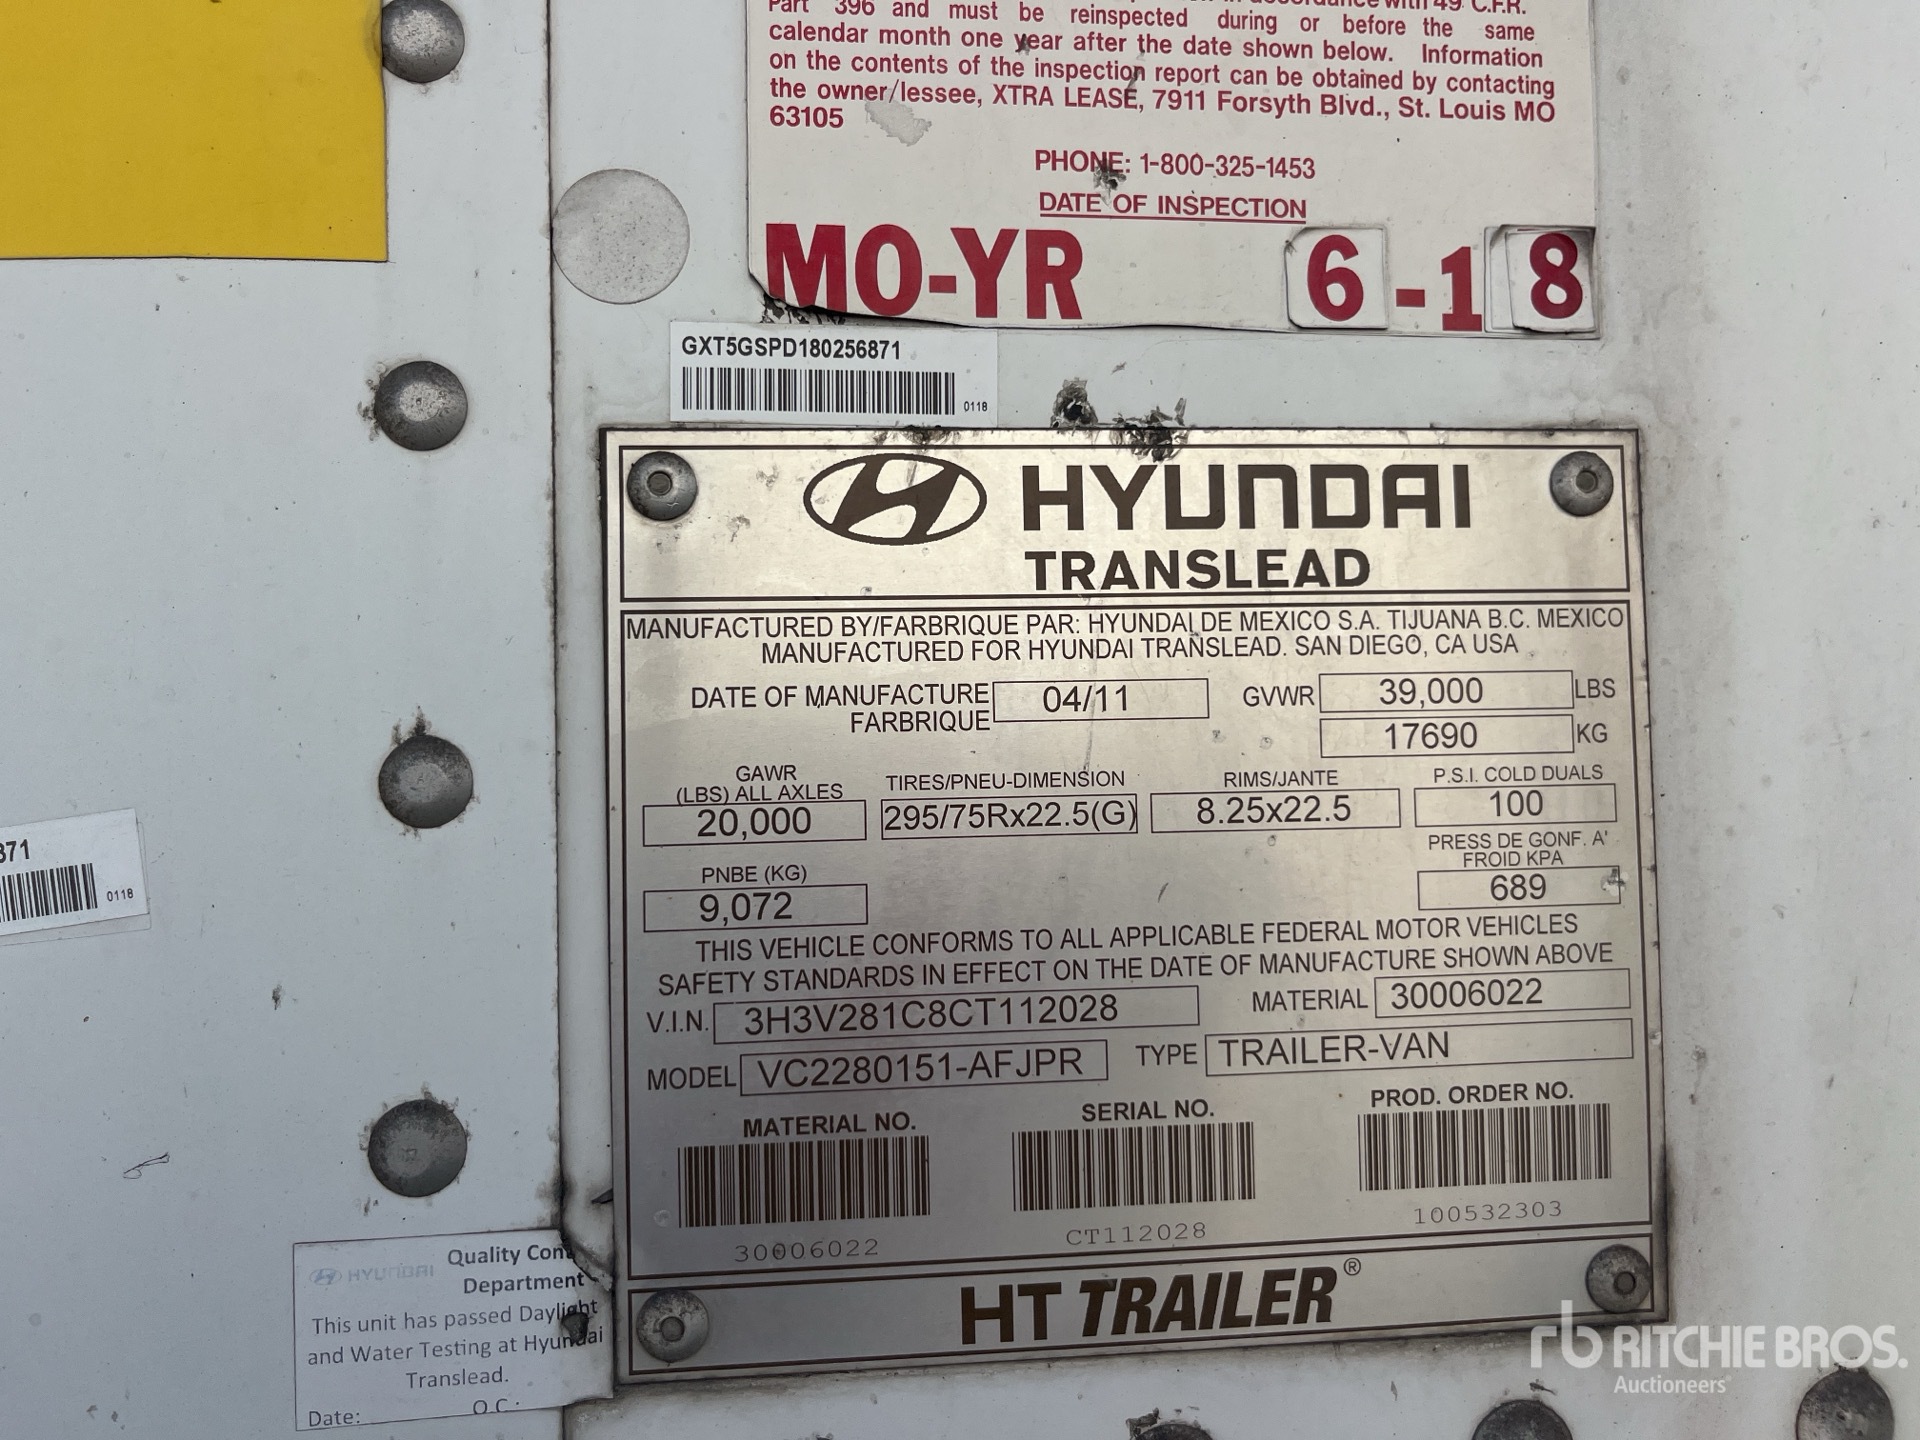 in accordance with 49 C.F.R.
Part 396 and must be reinspected during or before the same
calendar month one year after the date shown below. Information
on the contents of the inspection report can be obtained by contacting
the owner/lessee, XTRA LEASE, 7911 Forsyth Blvd., St. Louis MO
63105
PHONE: 1-800-325-1453
DATE OF INSPECTION
MO-YR 6-18
GXT5GSPD180256871
0118
HYUNDAI
TRANSLEAD
MANUFACTURED BY/FARBRIQUE PAR: HYUNDAI DE MEXICO S.A. TIJUANA B.C. MEXICO
MANUFACTURED FOR HYUNDAI TRANSLEAD. SAN DIEGO, CA USA
DATE OF MANUFACTURE 04/11 GVWR 39,000 LBS
FARBRIQUE 17690 KG
GAWR
(LBS) ALL AXLES TIRES/PNEU-DIMENSION RIMS/JANTE P.S.I. COLD DUALS
20,000 295/75Rx22.5(G) 8.25x22.5 100
PRESS DE GONF. A'
PNBE (KG) FROID KPA
9,072 689
THIS VEHICLE CONFORMS TO ALL APPLICABLE FEDERAL MOTOR VEHICLES
SAFETY STANDARDS IN EFFECT ON THE DATE OF MANUFACTURE SHOWN ABOVE
V.I.N. 3H3V281C8CT112028 MATERIAL 30006022
MODEL VC2280151-AFJPR TYPE TRAILER-VAN
MATERIAL NO. SERIAL NO. PROD. ORDER NO.
30006022 CT112028 100532303
HT TRAILER®
871
0118
HYUNDAI Quality Con
Department
This unit has passed Daylight
and Water Testing at Hyundai
Translead.
Date: Q.C.:
rb RITCHIE BROS.
Auctioneers